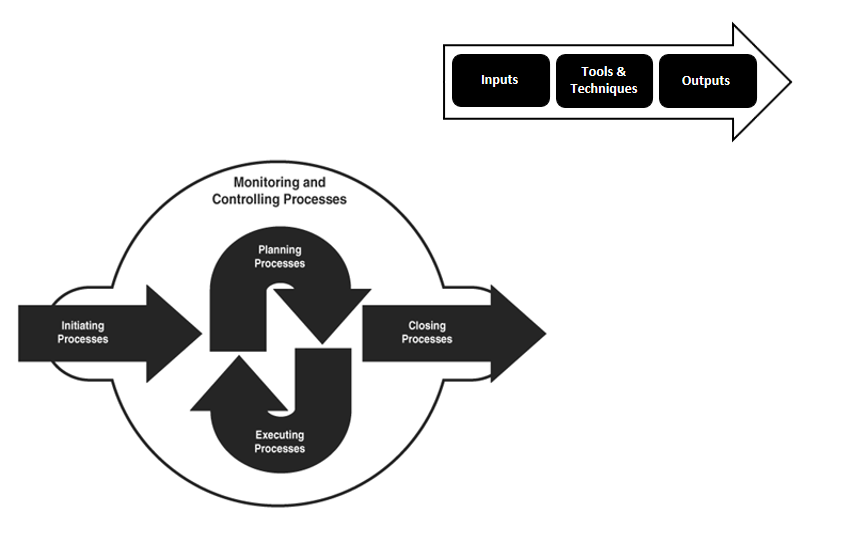 Inputs
Tools &
Techniques
Outputs
Monitoring and
Controlling Processes
Planning
Processes
Initiating
Processes
Closing
Processes
Executing
Processes